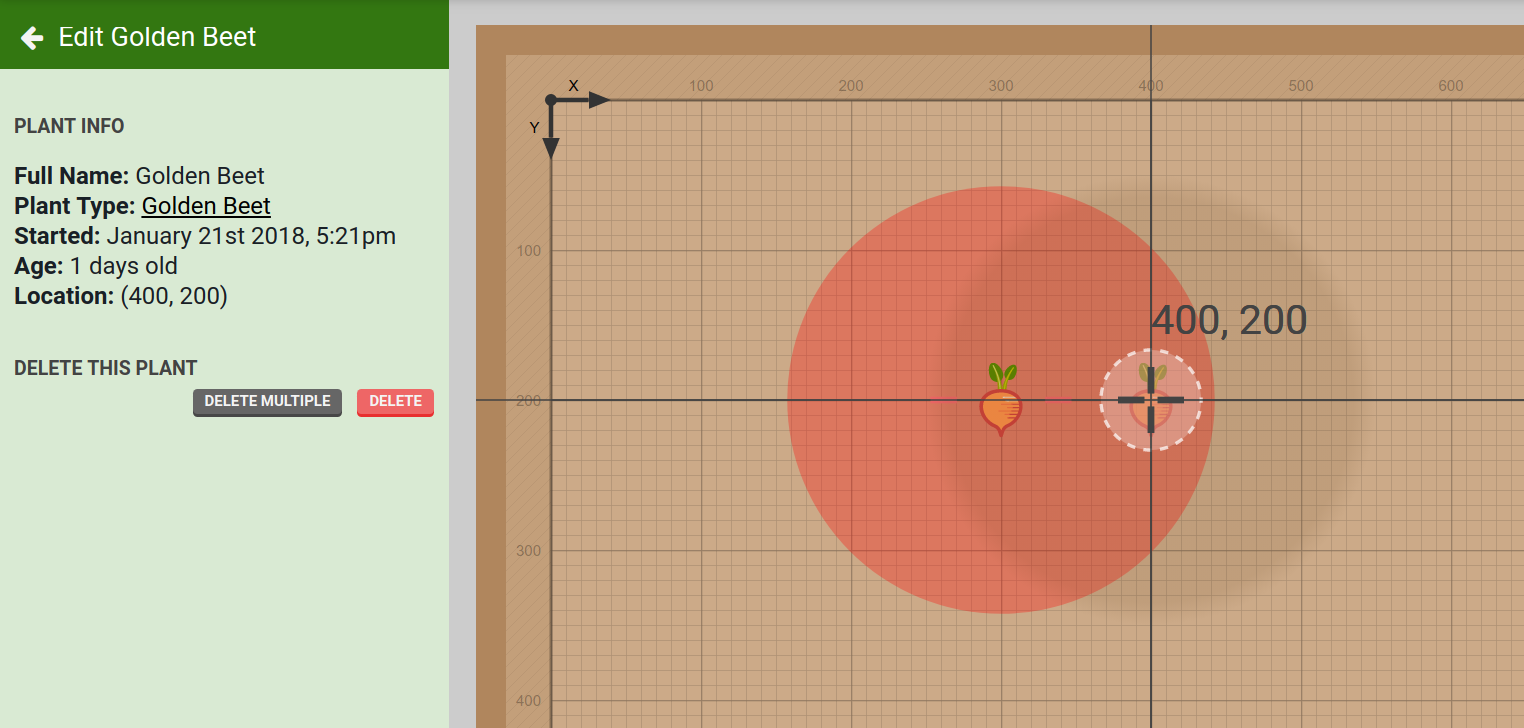 Edit Golden Beet
PLANT INFO
Full Name: Golden Beet
Plant Type: Golden Beet
Started: January 21st 2018, 5:21pm
Age: 1 days old
Location: (400, 200)
DELETE THIS PLANT
DELETE MULTIPLE
DELETE
X
100
200
300
400
500
600
Y
100
400, 200
200
300
400